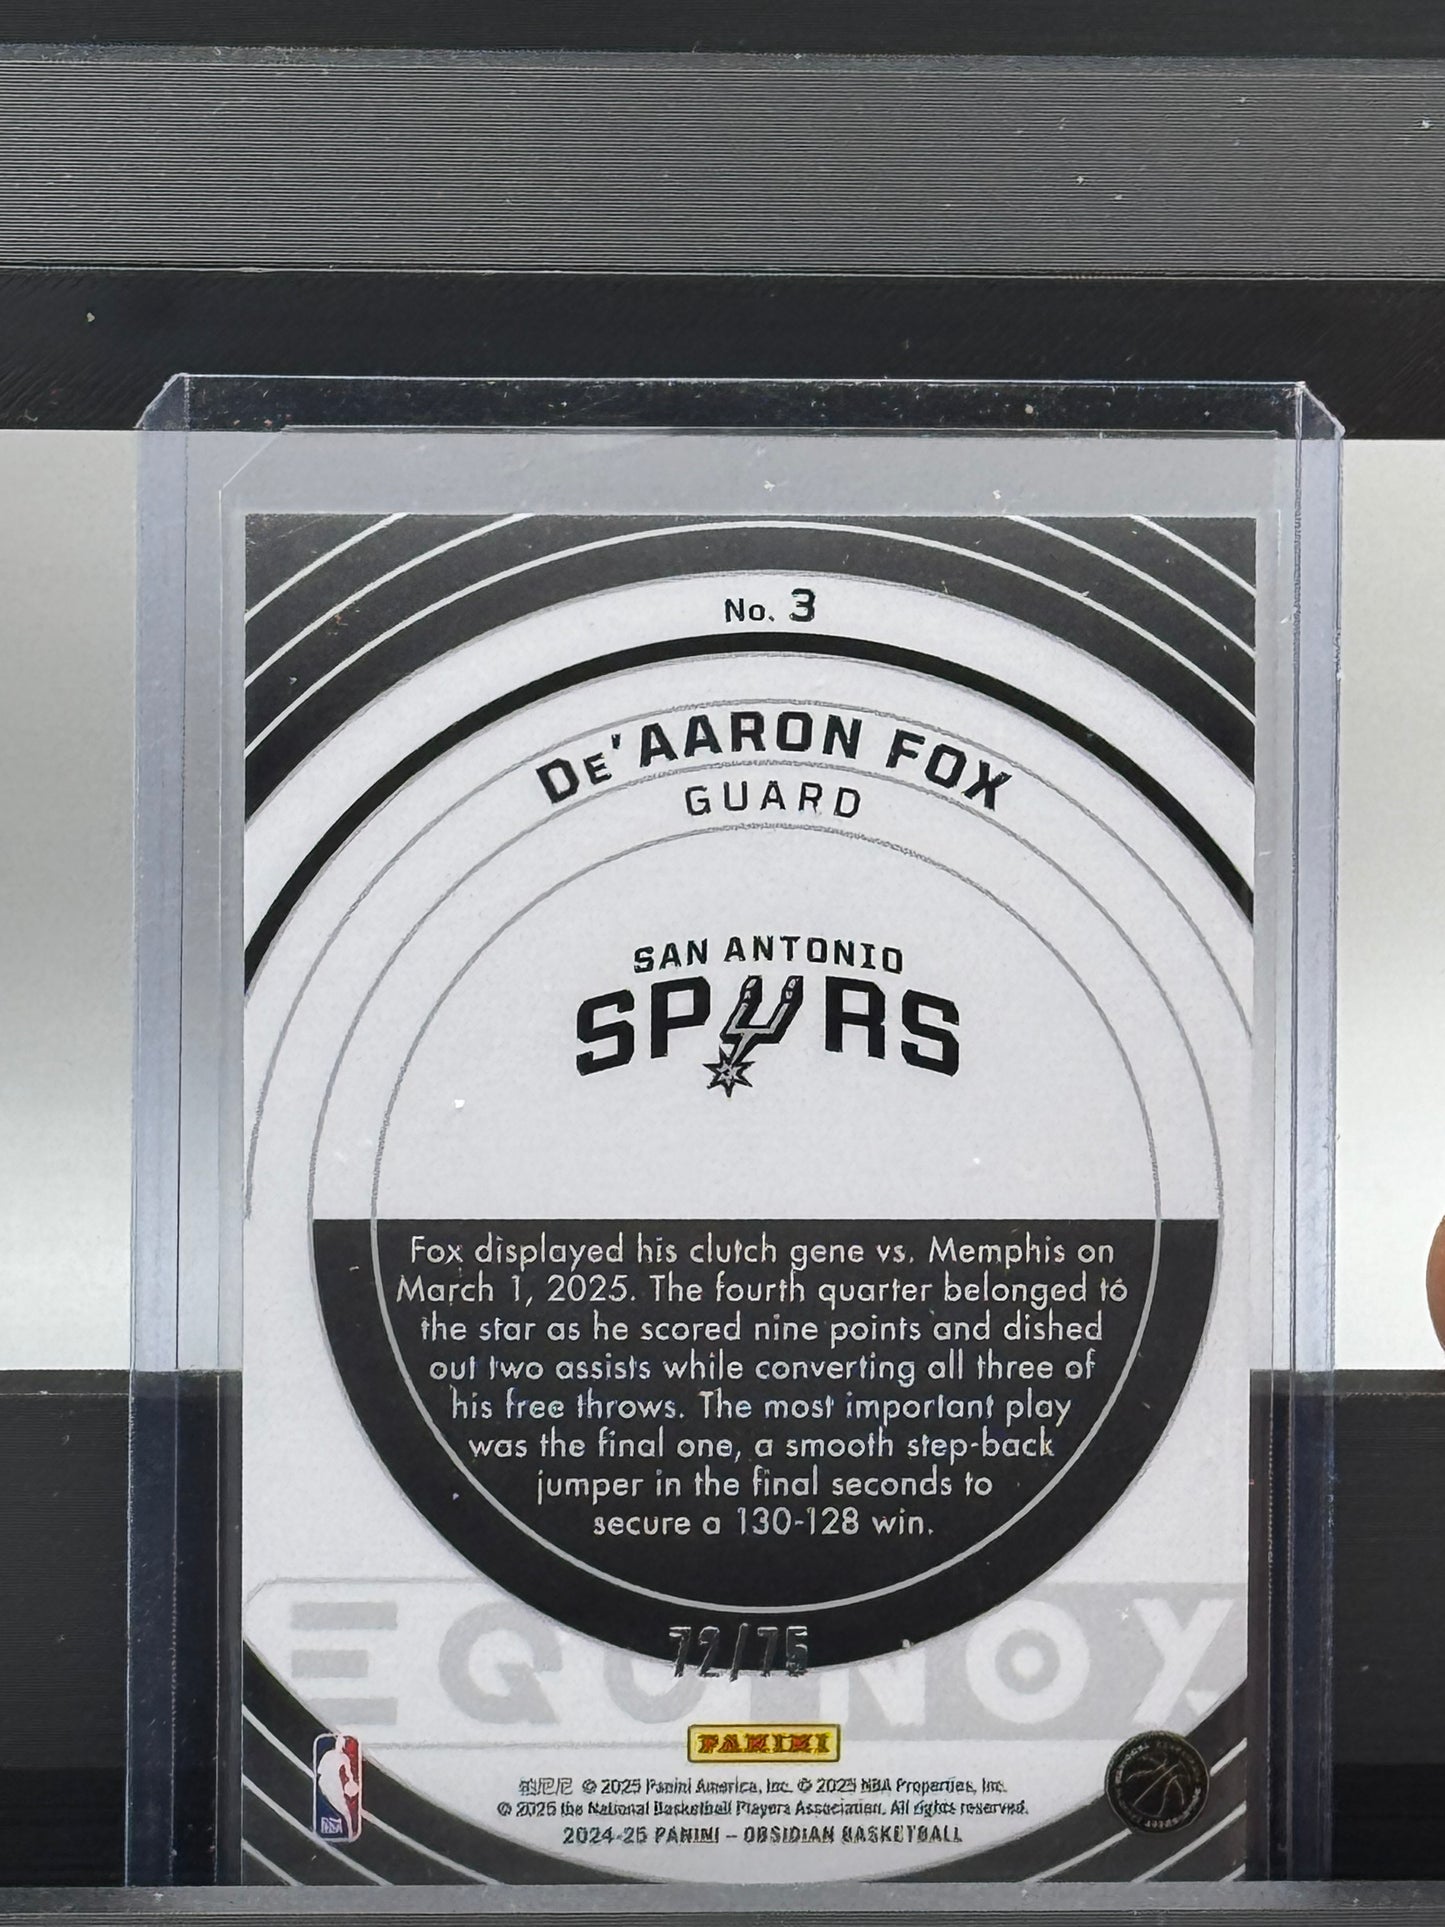 No. 3
De'AARON FOX
GUARD
SAN ANTONIO
SPURS
Fox displayed his clutch gene vs. Memphis on
March 1, 2025. The fourth quarter belonged to
the star as he scored nine points and dished
out two assists while converting all three of
his free throws. The most important play
was the final one, a smooth step-back
jumper in the final seconds to
secure a 130-128 win.
EQUINOX
72/75
PANINI
© 2025 Panini America, Inc. © 2025 NBA Properties, Inc.
© 2025 the National Basketball Players Association. All rights reserved.
2024-25 PANINI – OBSIDIAN BASKETBALL
NBA